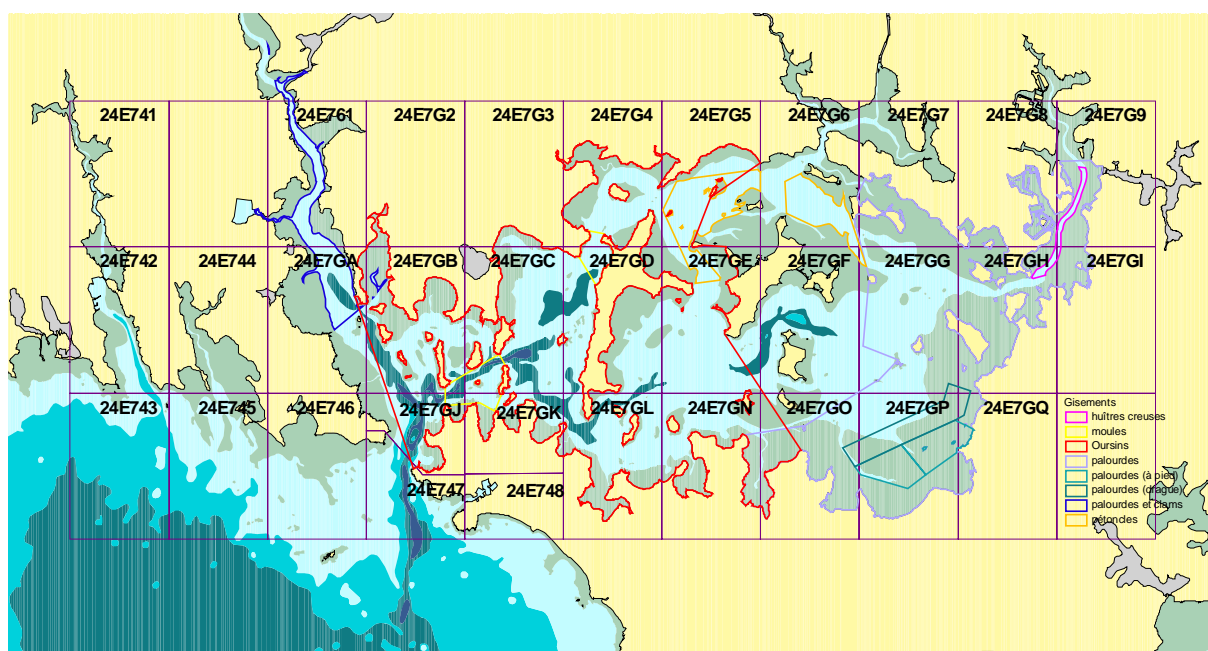 24E741 24E761 24E7G2 24E7G3 24E7G4 24E7G5 24E7G6 24E7G7 24E7G8 24E7G9
24E742 24E744 24E7GA 24E7GB 24E7GC 24E7GD 24E7GE 24E7GF 24E7GG 24E7GH 24E7GI
24E743 24E745 24E746 24E7GJ 24E7GK 24E7GL 24E7GN 24E7GO 24E7GP 24E7GQ
24E747 24E748
Gisements
huîtres creuses
moules
Oursins
palourdes
palourdes (à pied)
palourdes (drague)
palourdes et clams
pétoncles